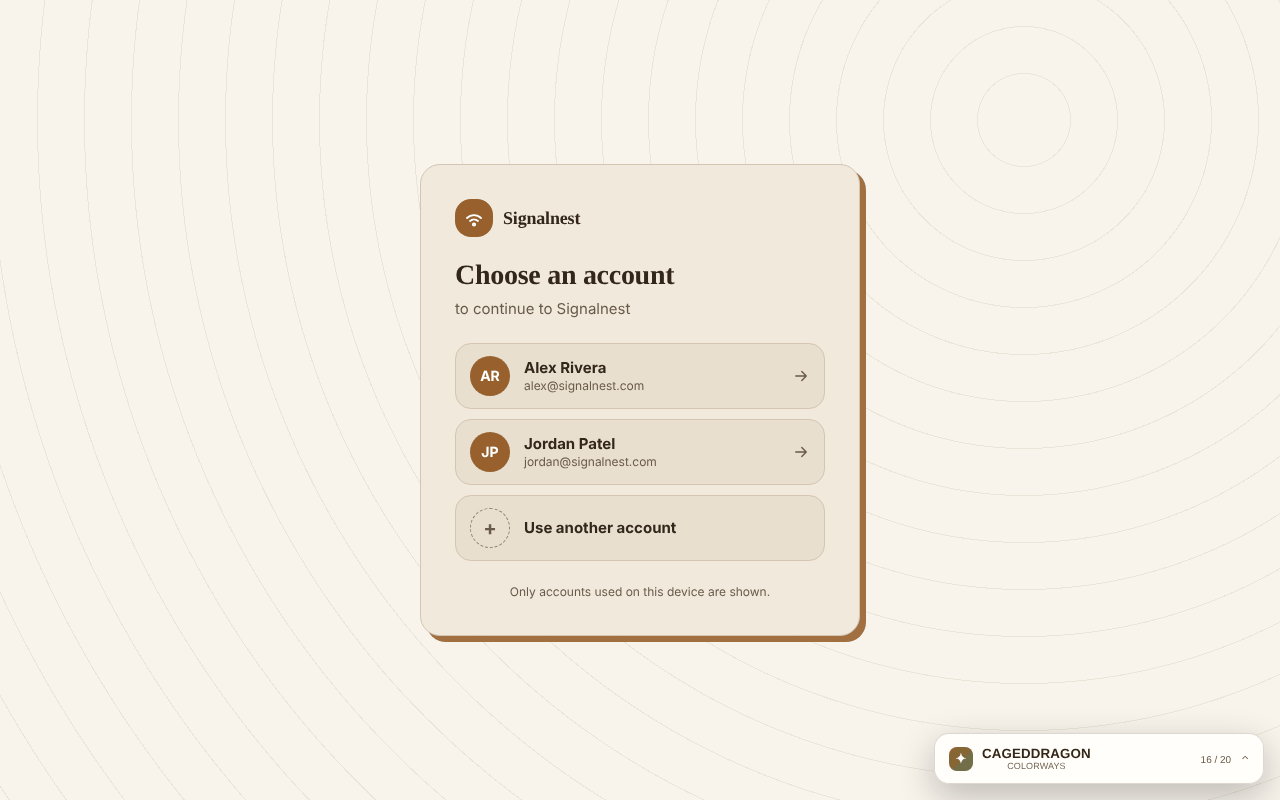 Signalnest
Choose an account
to continue to Signalnest
AR
Alex Rivera
alex@signalnest.com
JP
Jordan Patel
jordan@signalnest.com
+
Use another account
Only accounts used on this device are shown.
CAGEDDRAGON
COLORWAYS
16 / 20